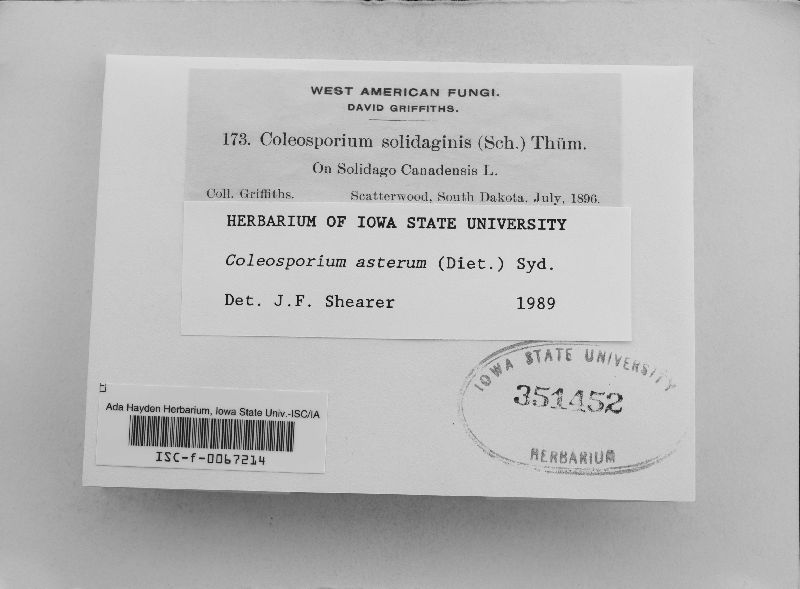 WEST AMERICAN FUNGI.
DAVID GRIFFITHS.
173. Coleosporium solidaginis (Sch.) Thüm.
On Solidago Canadensis L.
Coll. Griffiths. Scatterwood, South Dakota, July, 1896.
HERBARIUM OF IOWA STATE UNIVERSITY
Coleosporium asterum (Diet.) Syd.
Det. J.F. Shearer 1989
IOWA STATE UNIVERSITY
351452
HERBARIUM
Ada Hayden Herbarium, Iowa State Univ.-ISC/IA
ISC-f-0067214